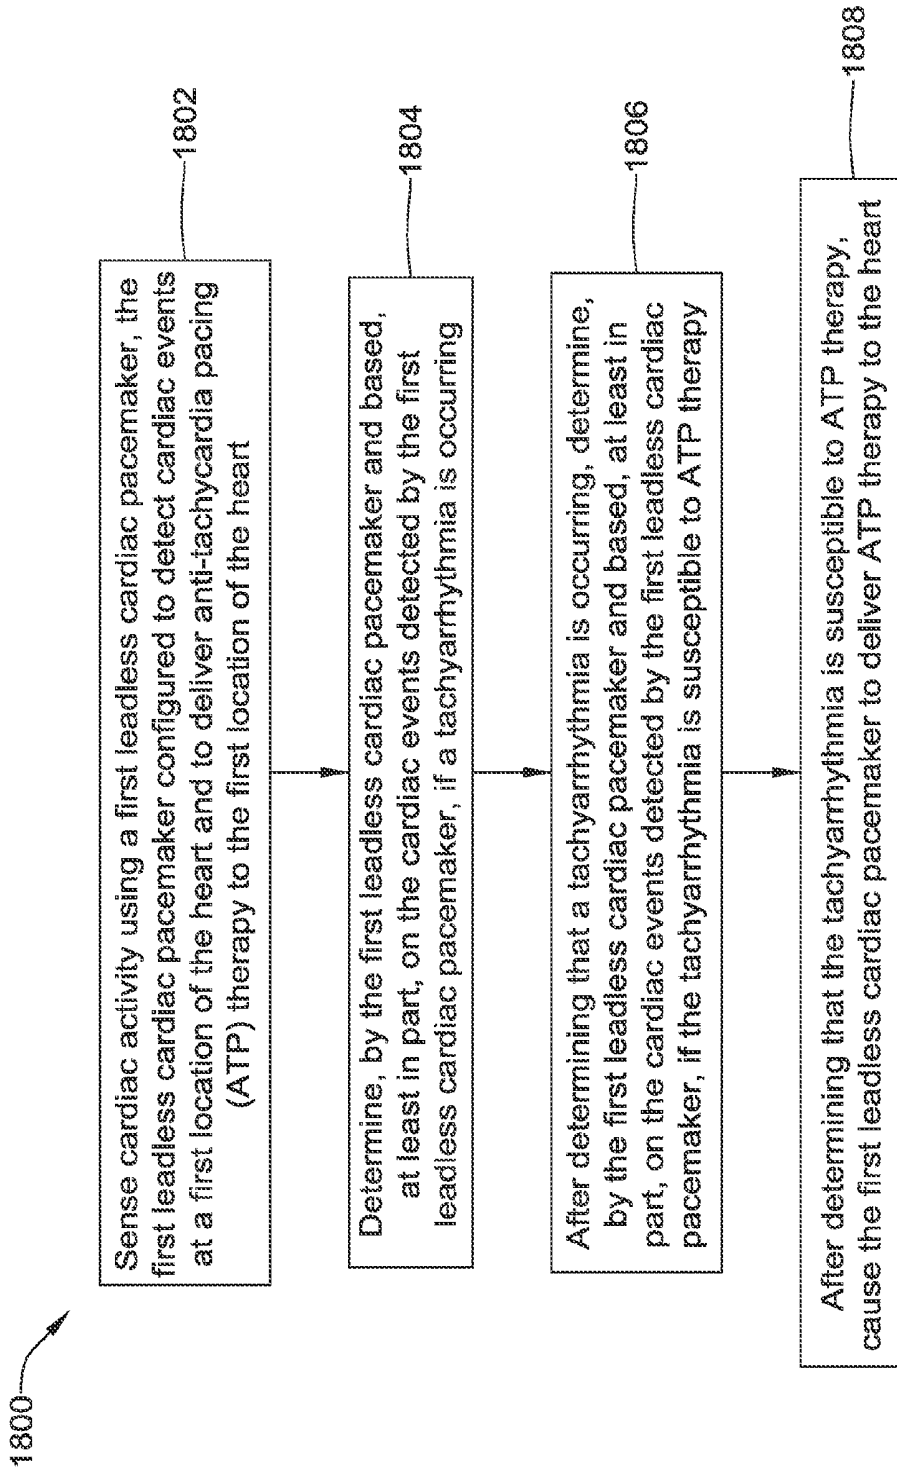 1800
Sense cardiac activity using a first leadless cardiac pacemaker, the
first leadless cardiac pacemaker configured to detect cardiac events
at a first location of the heart and to deliver anti-tachycardia pacing
(ATP) therapy to the first location of the heart
1802
Determine, by the first leadless cardiac pacemaker and based,
at least in part, on the cardiac events detected by the first
leadless cardiac pacemaker, if a tachyarrhythmia is occurring
1804
After determining that a tachyarrhythmia is occurring, determine,
by the first leadless cardiac pacemaker and based, at least in
part, on the cardiac events detected by the first leadless cardiac
pacemaker, if the tachyarrhythmia is susceptible to ATP therapy
1806
After determining that the tachyarrhythmia is susceptible to ATP therapy,
cause the first leadless cardiac pacemaker to deliver ATP therapy to the heart
1808